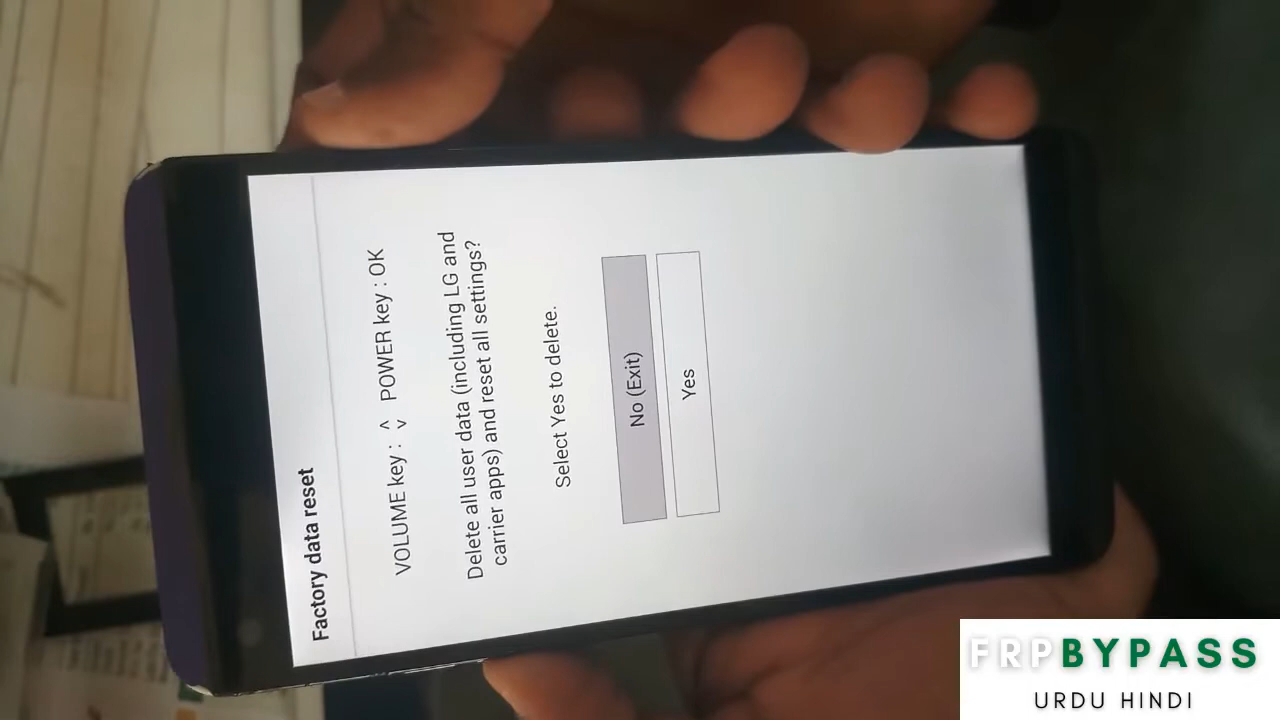 Factory data reset
VOLUME key : ^ v POWER key : OK
Delete all user data (including LG and
carrier apps) and reset all settings?
Select Yes to delete.
No (Exit)
Yes
FRPBYPASS
URDU HINDI